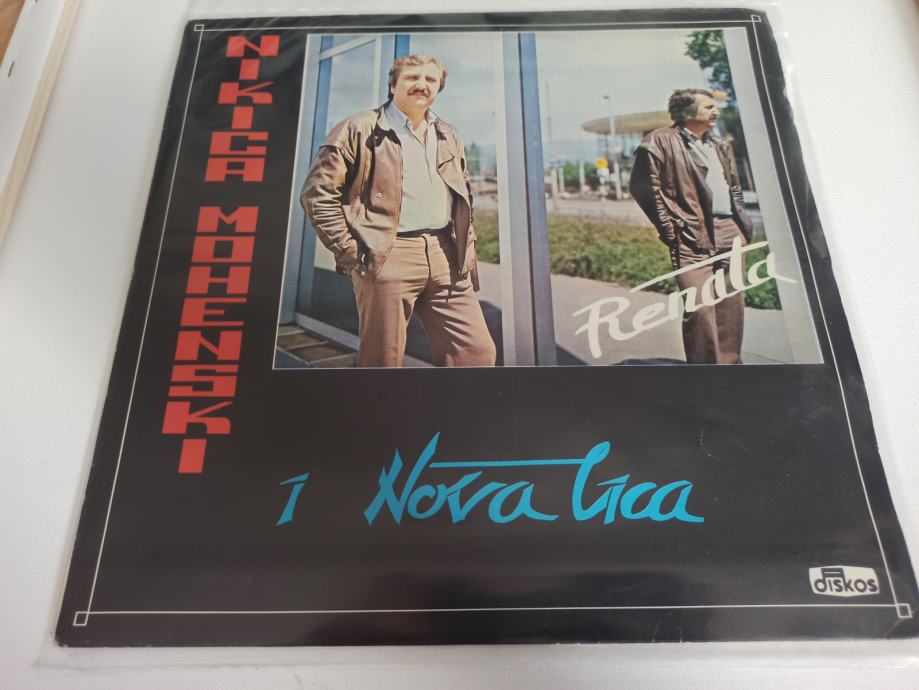 NIKICA MOHENSKI
Renata
i Nova lica
diskos